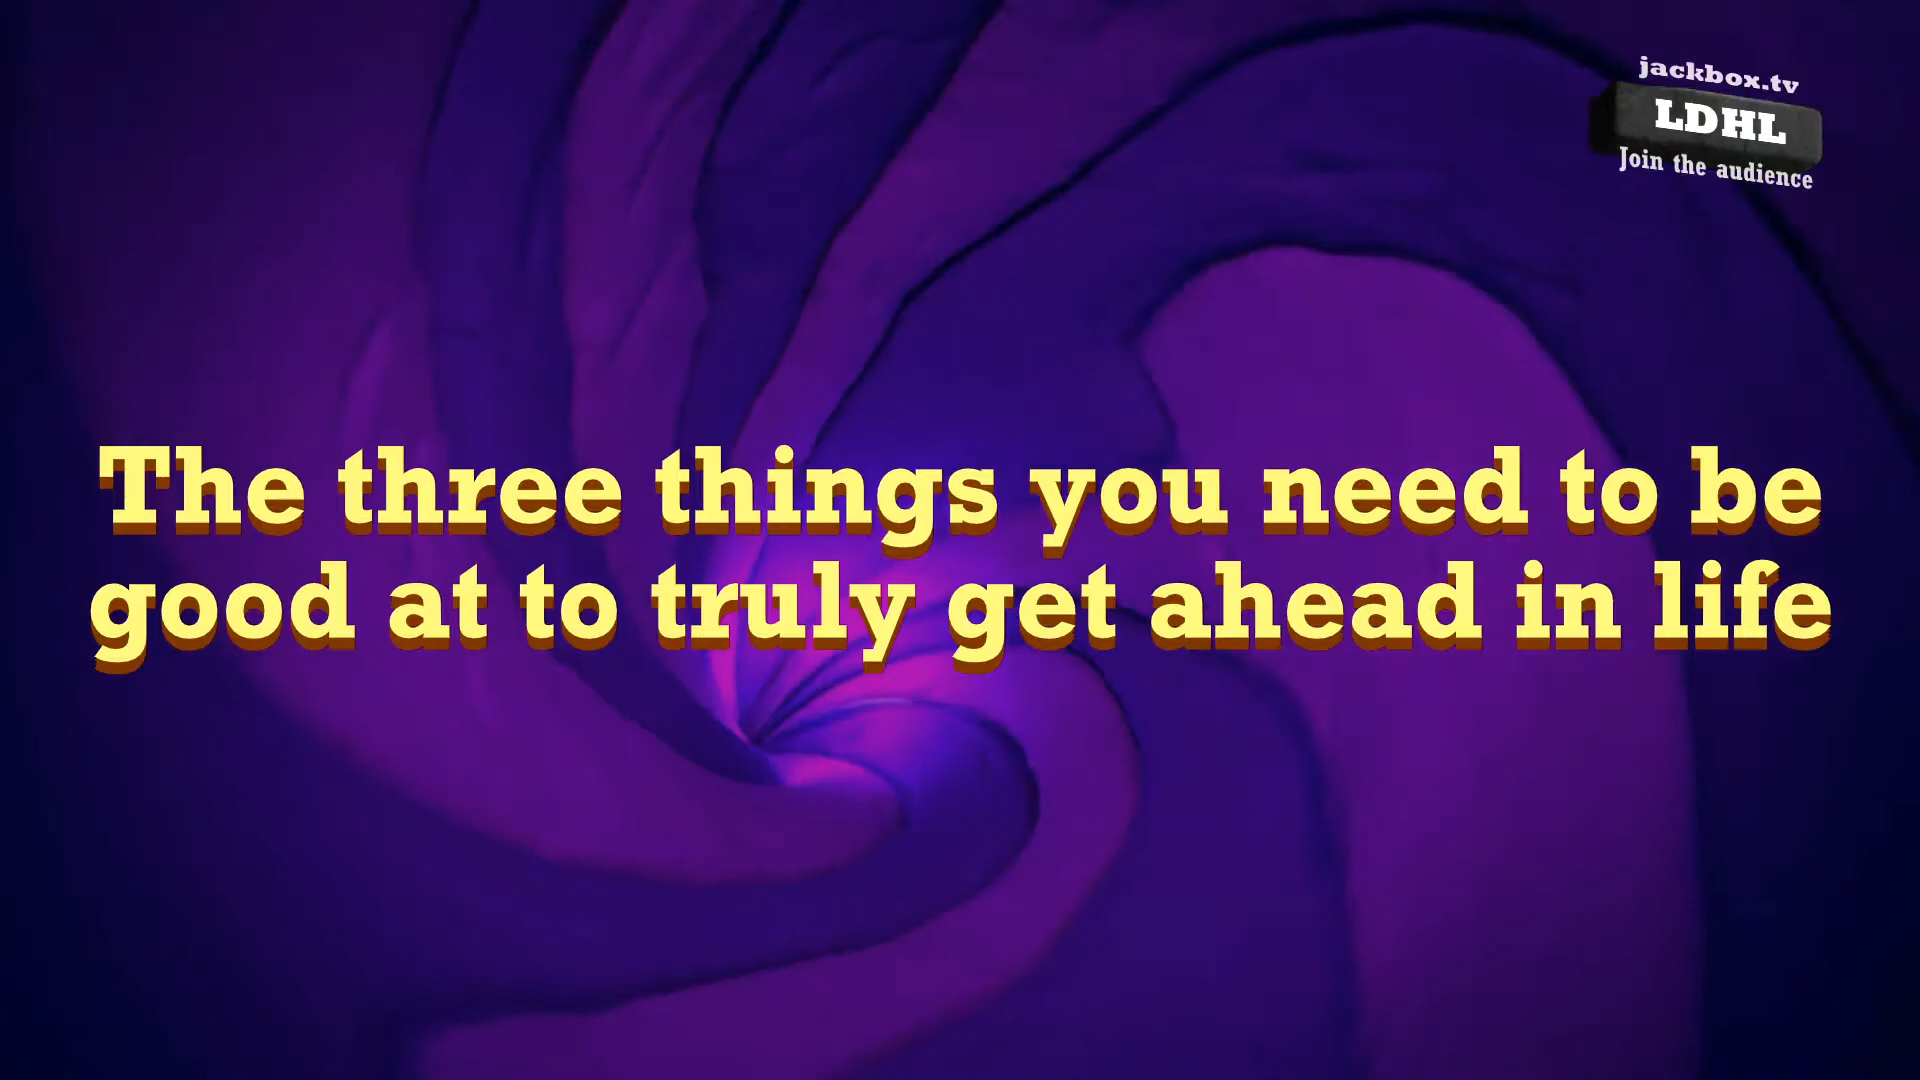 jackbox.tv
LDHL
Join the audience
The three things you need to be
good at to truly get ahead in life